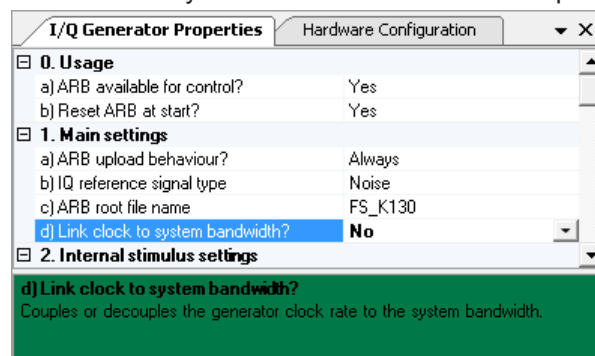 I/Q Generator Properties Hardware Configuration
0. Usage
a) ARB available for control? Yes
b) Reset ARB at start? Yes
1. Main settings
a) ARB upload behaviour? Always
b) IQ reference signal type Noise
c) ARB root file name FS_K130
d) Link clock to system bandwidth? No
2. Internal stimulus settings
d) Link clock to system bandwidth?
Couples or decouples the generator clock rate to the system bandwidth.